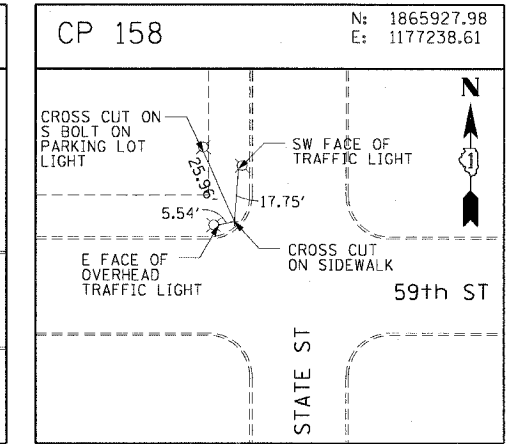 CP 158
N: 1865927.98
E: 1177238.61
N
1
CROSS CUT ON
S BOLT ON
PARKING LOT
LIGHT
25.96'
SW FACE OF
TRAFFIC LIGHT
17.75'
5.54'
E FACE OF
OVERHEAD
TRAFFIC LIGHT
CROSS CUT
ON SIDEWALK
59th ST
STATE ST